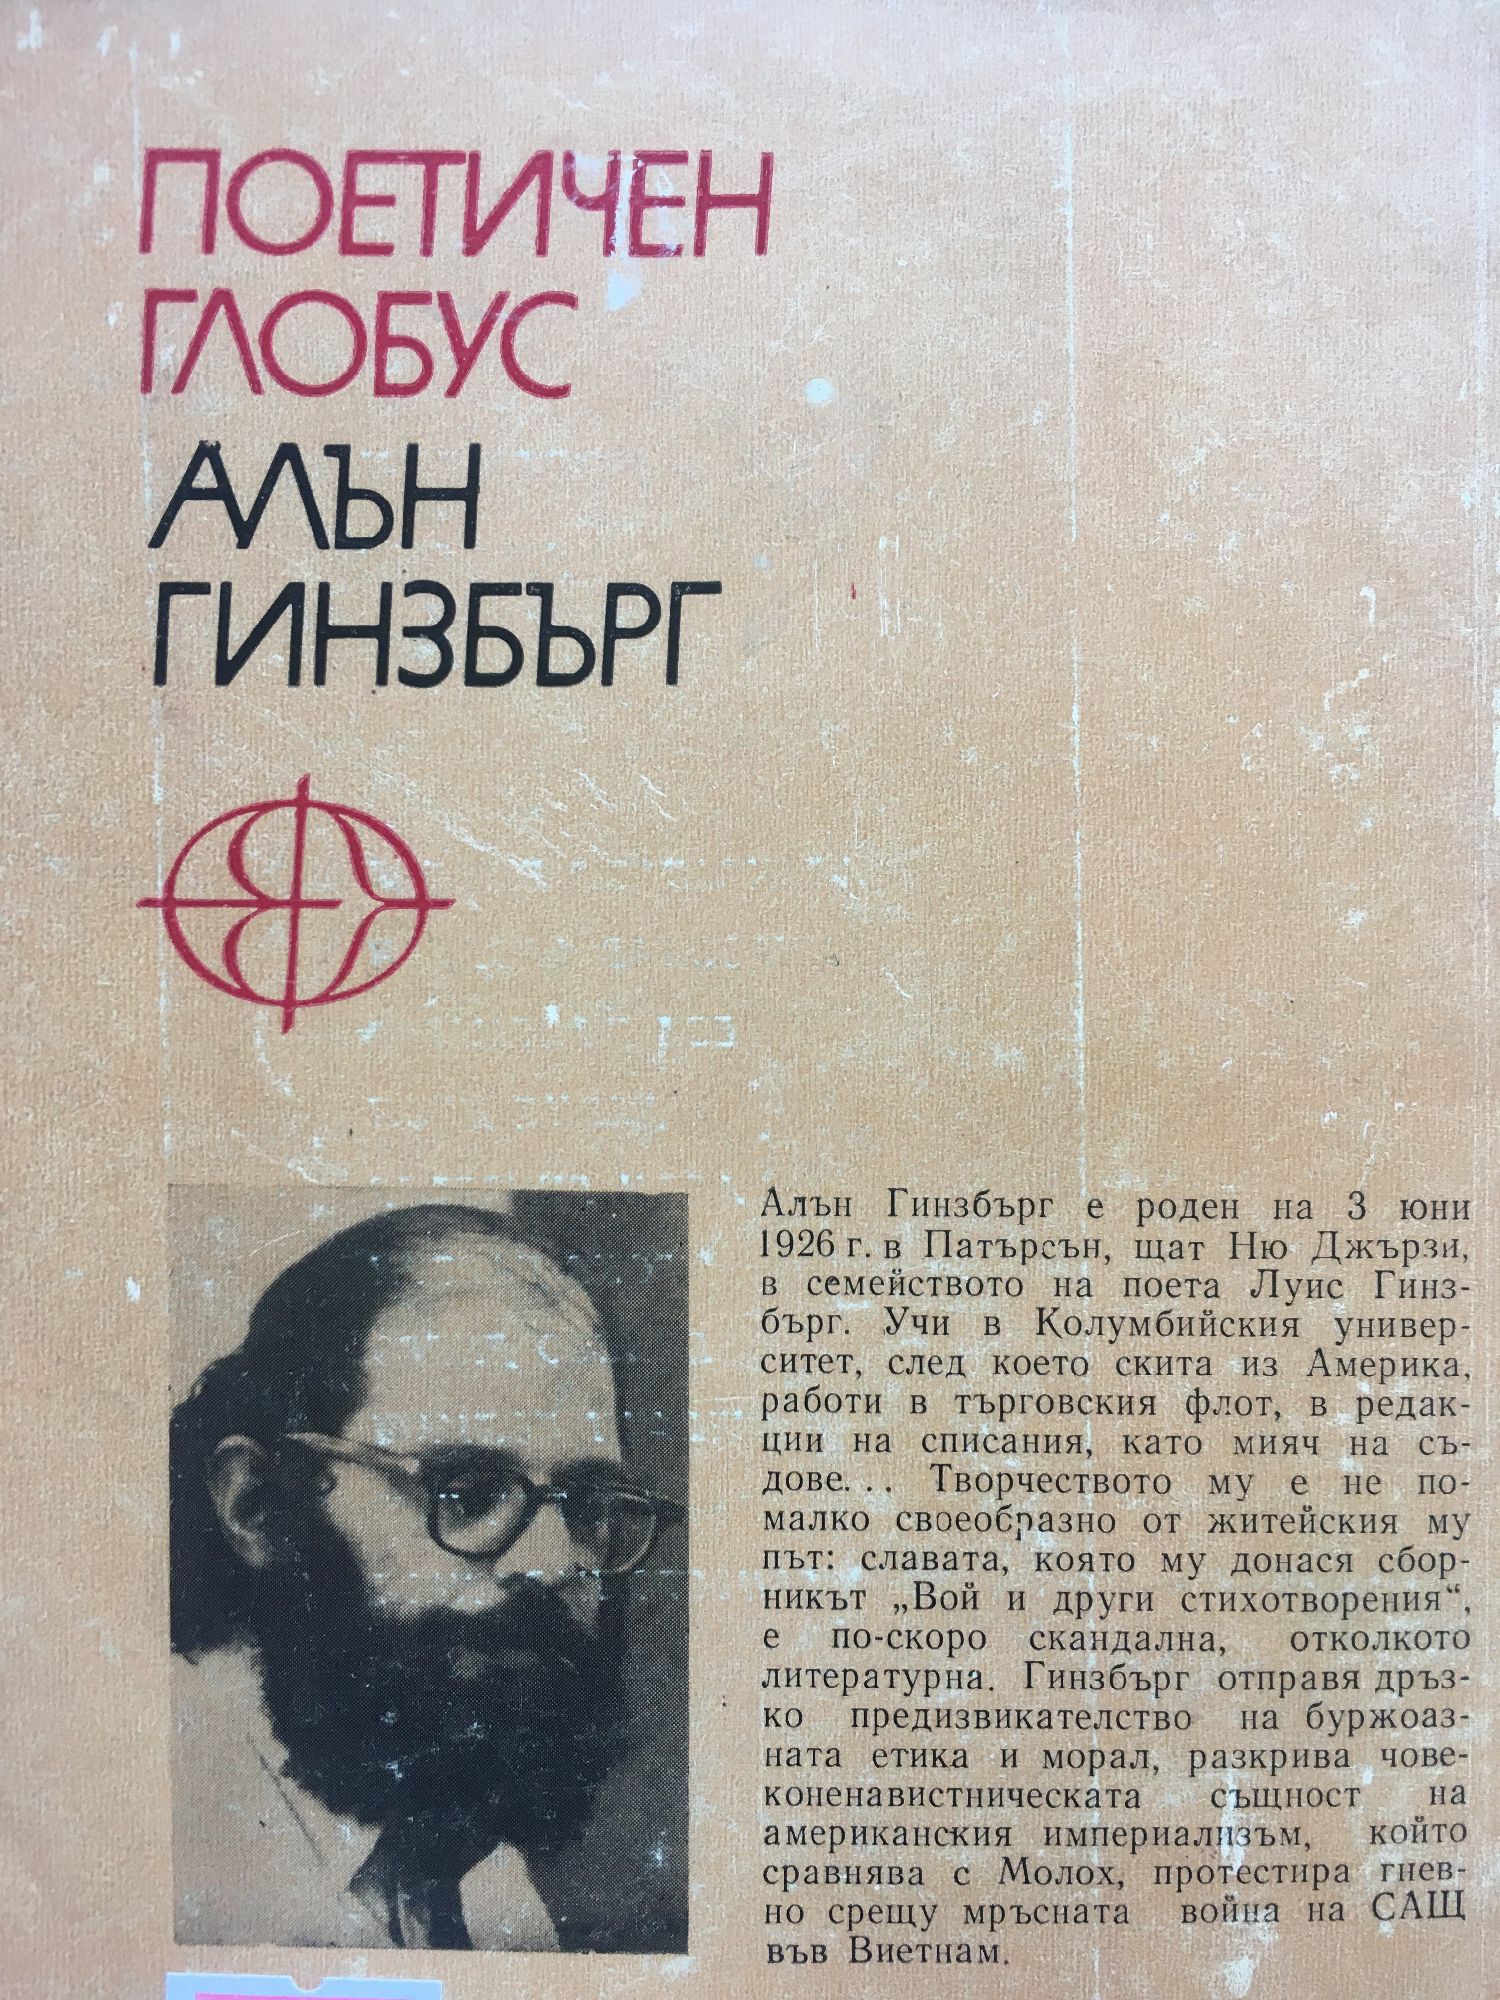 ПОЕТИЧЕН
ГЛОБУС
АЛЪН
ГИНЗБЪРГ
Алън Гинзбърг е роден на 3 юни
1926 г. в Патърсън, щат Ню Джързи,
в семейството на поета Луис Гинз-
бърг. Учи в Колумбийския универ-
ситет, след което скита из Америка,
работи в търговския флот, в редак-
ции на списания, като мияч на съ-
дове... Творчеството му е не по-
малко своеобразно от житейския му
път: славата, която му донася сбор-
никът „Вой и други стихотворения“,
е по-скоро скандална, отколкото
литературна. Гинзбърг отправя дръз-
ко предизвикателство на буржоаз-
ната етика и морал, разкрива чове-
коненавистническата същност на
американския империализъм, който
сравнява с Молох, протестира гнев-
но срещу мръсната война на САЩ
във Виетнам.